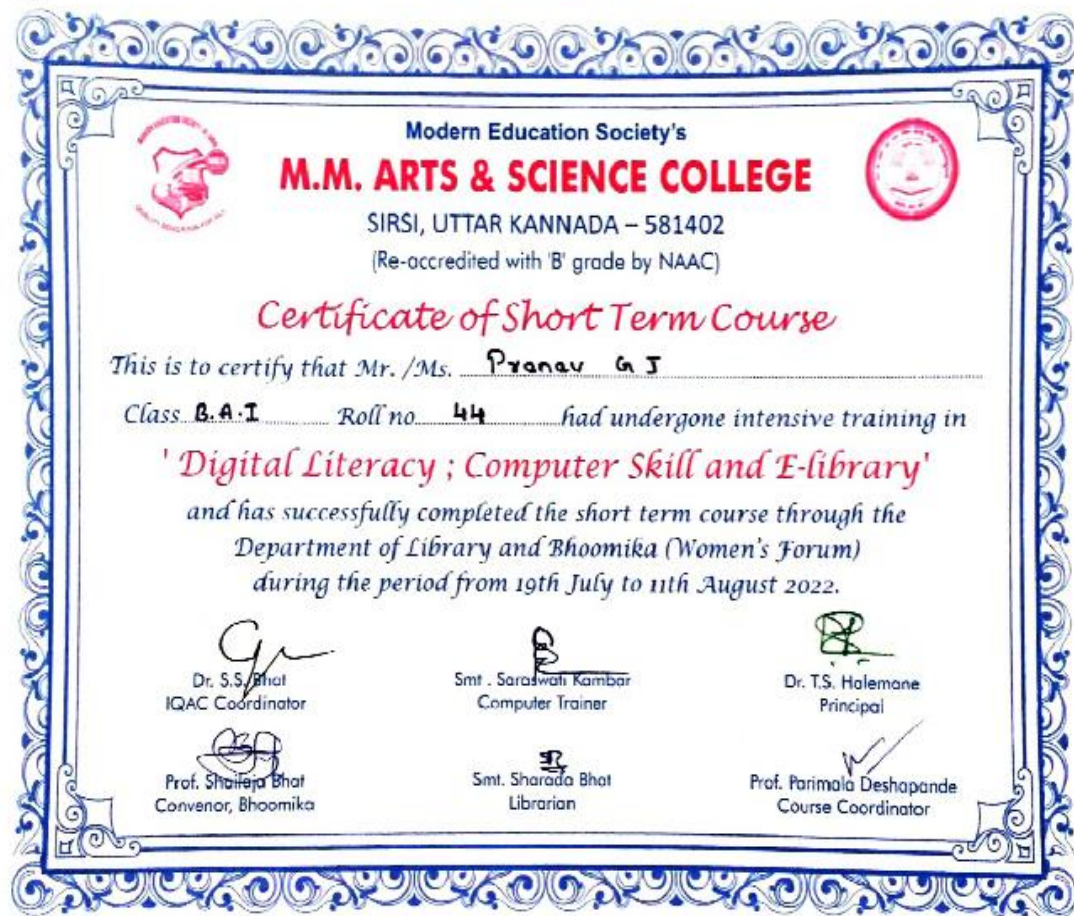 Modern Education Society's
M.M. ARTS & SCIENCE COLLEGE
SIRSI, UTTAR KANNADA – 581402
(Re-accredited with 'B' grade by NAAC)
Certificate of Short Term Course
This is to certify that Mr. /Ms. Pranav G J
Class B.A.I Roll no 44 had undergone intensive training in
' Digital Literacy ; Computer Skill and E-library'
and has successfully completed the short term course through the
Department of Library and Bhoomika (Women's Forum)
during the period from 19th July to 11th August 2022.
Dr. S.S. Bhat
IQAC Coordinator
Smt . Saraswati Kambar
Computer Trainer
Dr. T.S. Halemane
Principal
Prof. Shailaja Bhat
Convenor, Bhoomika
Smt. Sharada Bhat
Librarian
Prof. Parimala Deshapande
Course Coordinator